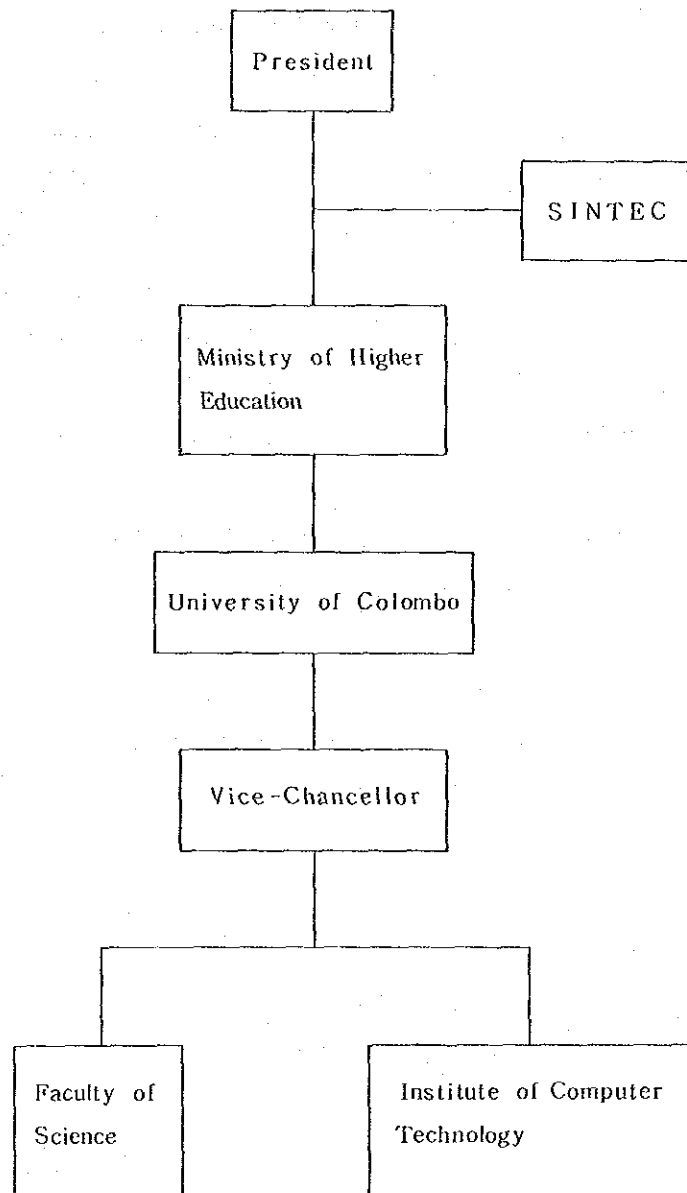 President
SINTEC
Ministry of Higher
Education
University of Colombo
Vice-Chancellor
Faculty of
Science
Institute of Computer
Technology